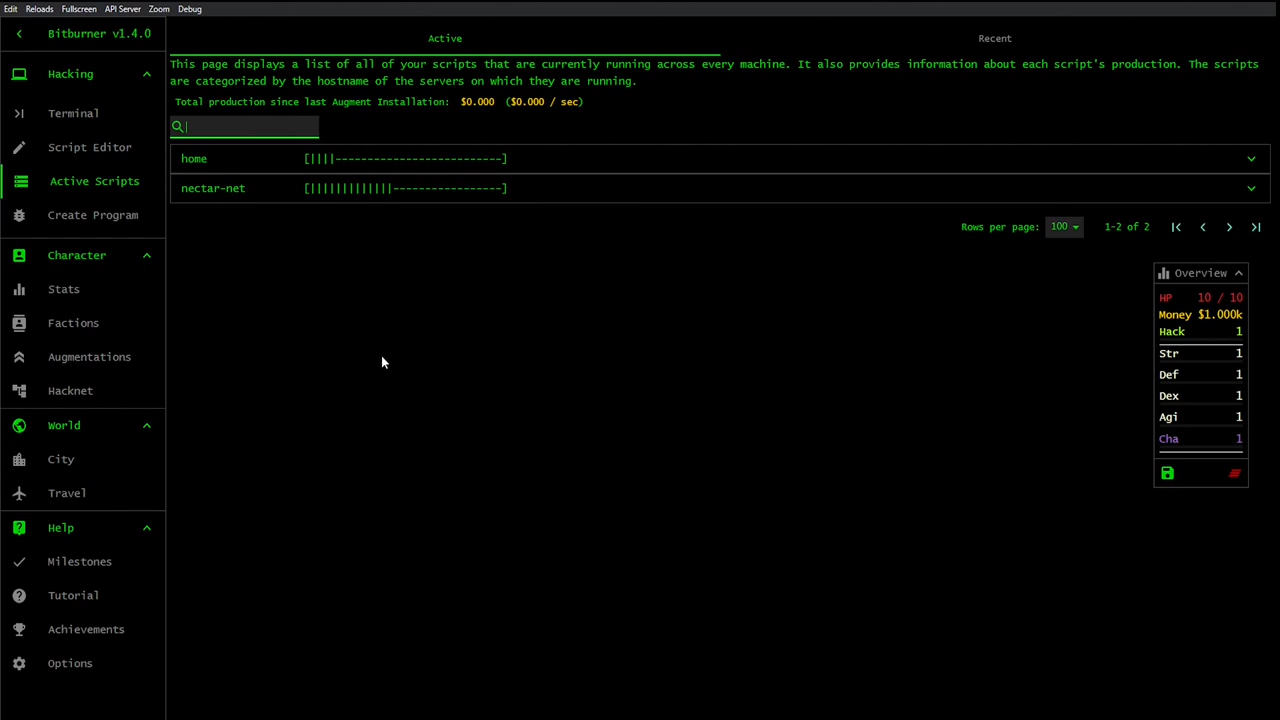 Edit Reloads Fullscreen API Server Zoom Debug
Bitburner v1.4.0
Hacking
Terminal
Script Editor
Active Scripts
Create Program
Character
Stats
Factions
Augmentations
Hacknet
World
City
Travel
Help
Milestones
Tutorial
Achievements
Options
Active Recent
This page displays a list of all of your scripts that are currently running across every machine. It also provides information about each script's production. The scripts
are categorized by the hostname of the servers on which they are running.
Total production since last Augment Installation: $0.000 ($0.000 / sec)
home [||||--------------------------]
nectar-net [|||||||||||||-----------------]
Rows per page: 100 1-2 of 2
Overview
HP 10 / 10
Money $1.000k
Hack 1
Str 1
Def 1
Dex 1
Agi 1
Cha 1